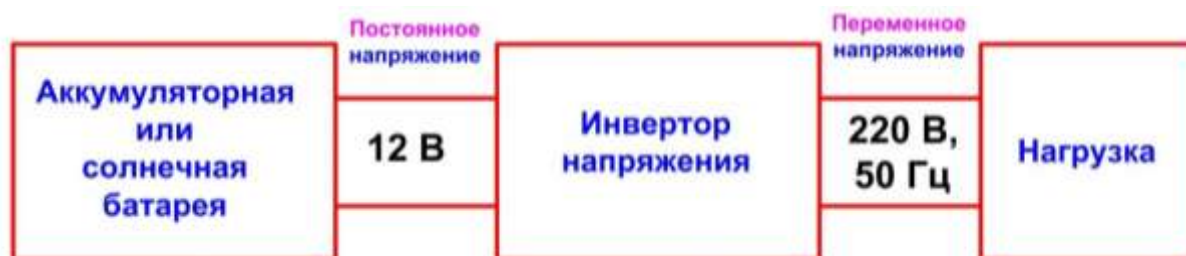 Аккумуляторная
или
солнечная
батарея
Постоянное
напряжение
12 В
Инвертор
напряжения
Переменное
напряжение
220 В,
50 Гц
Нагрузка